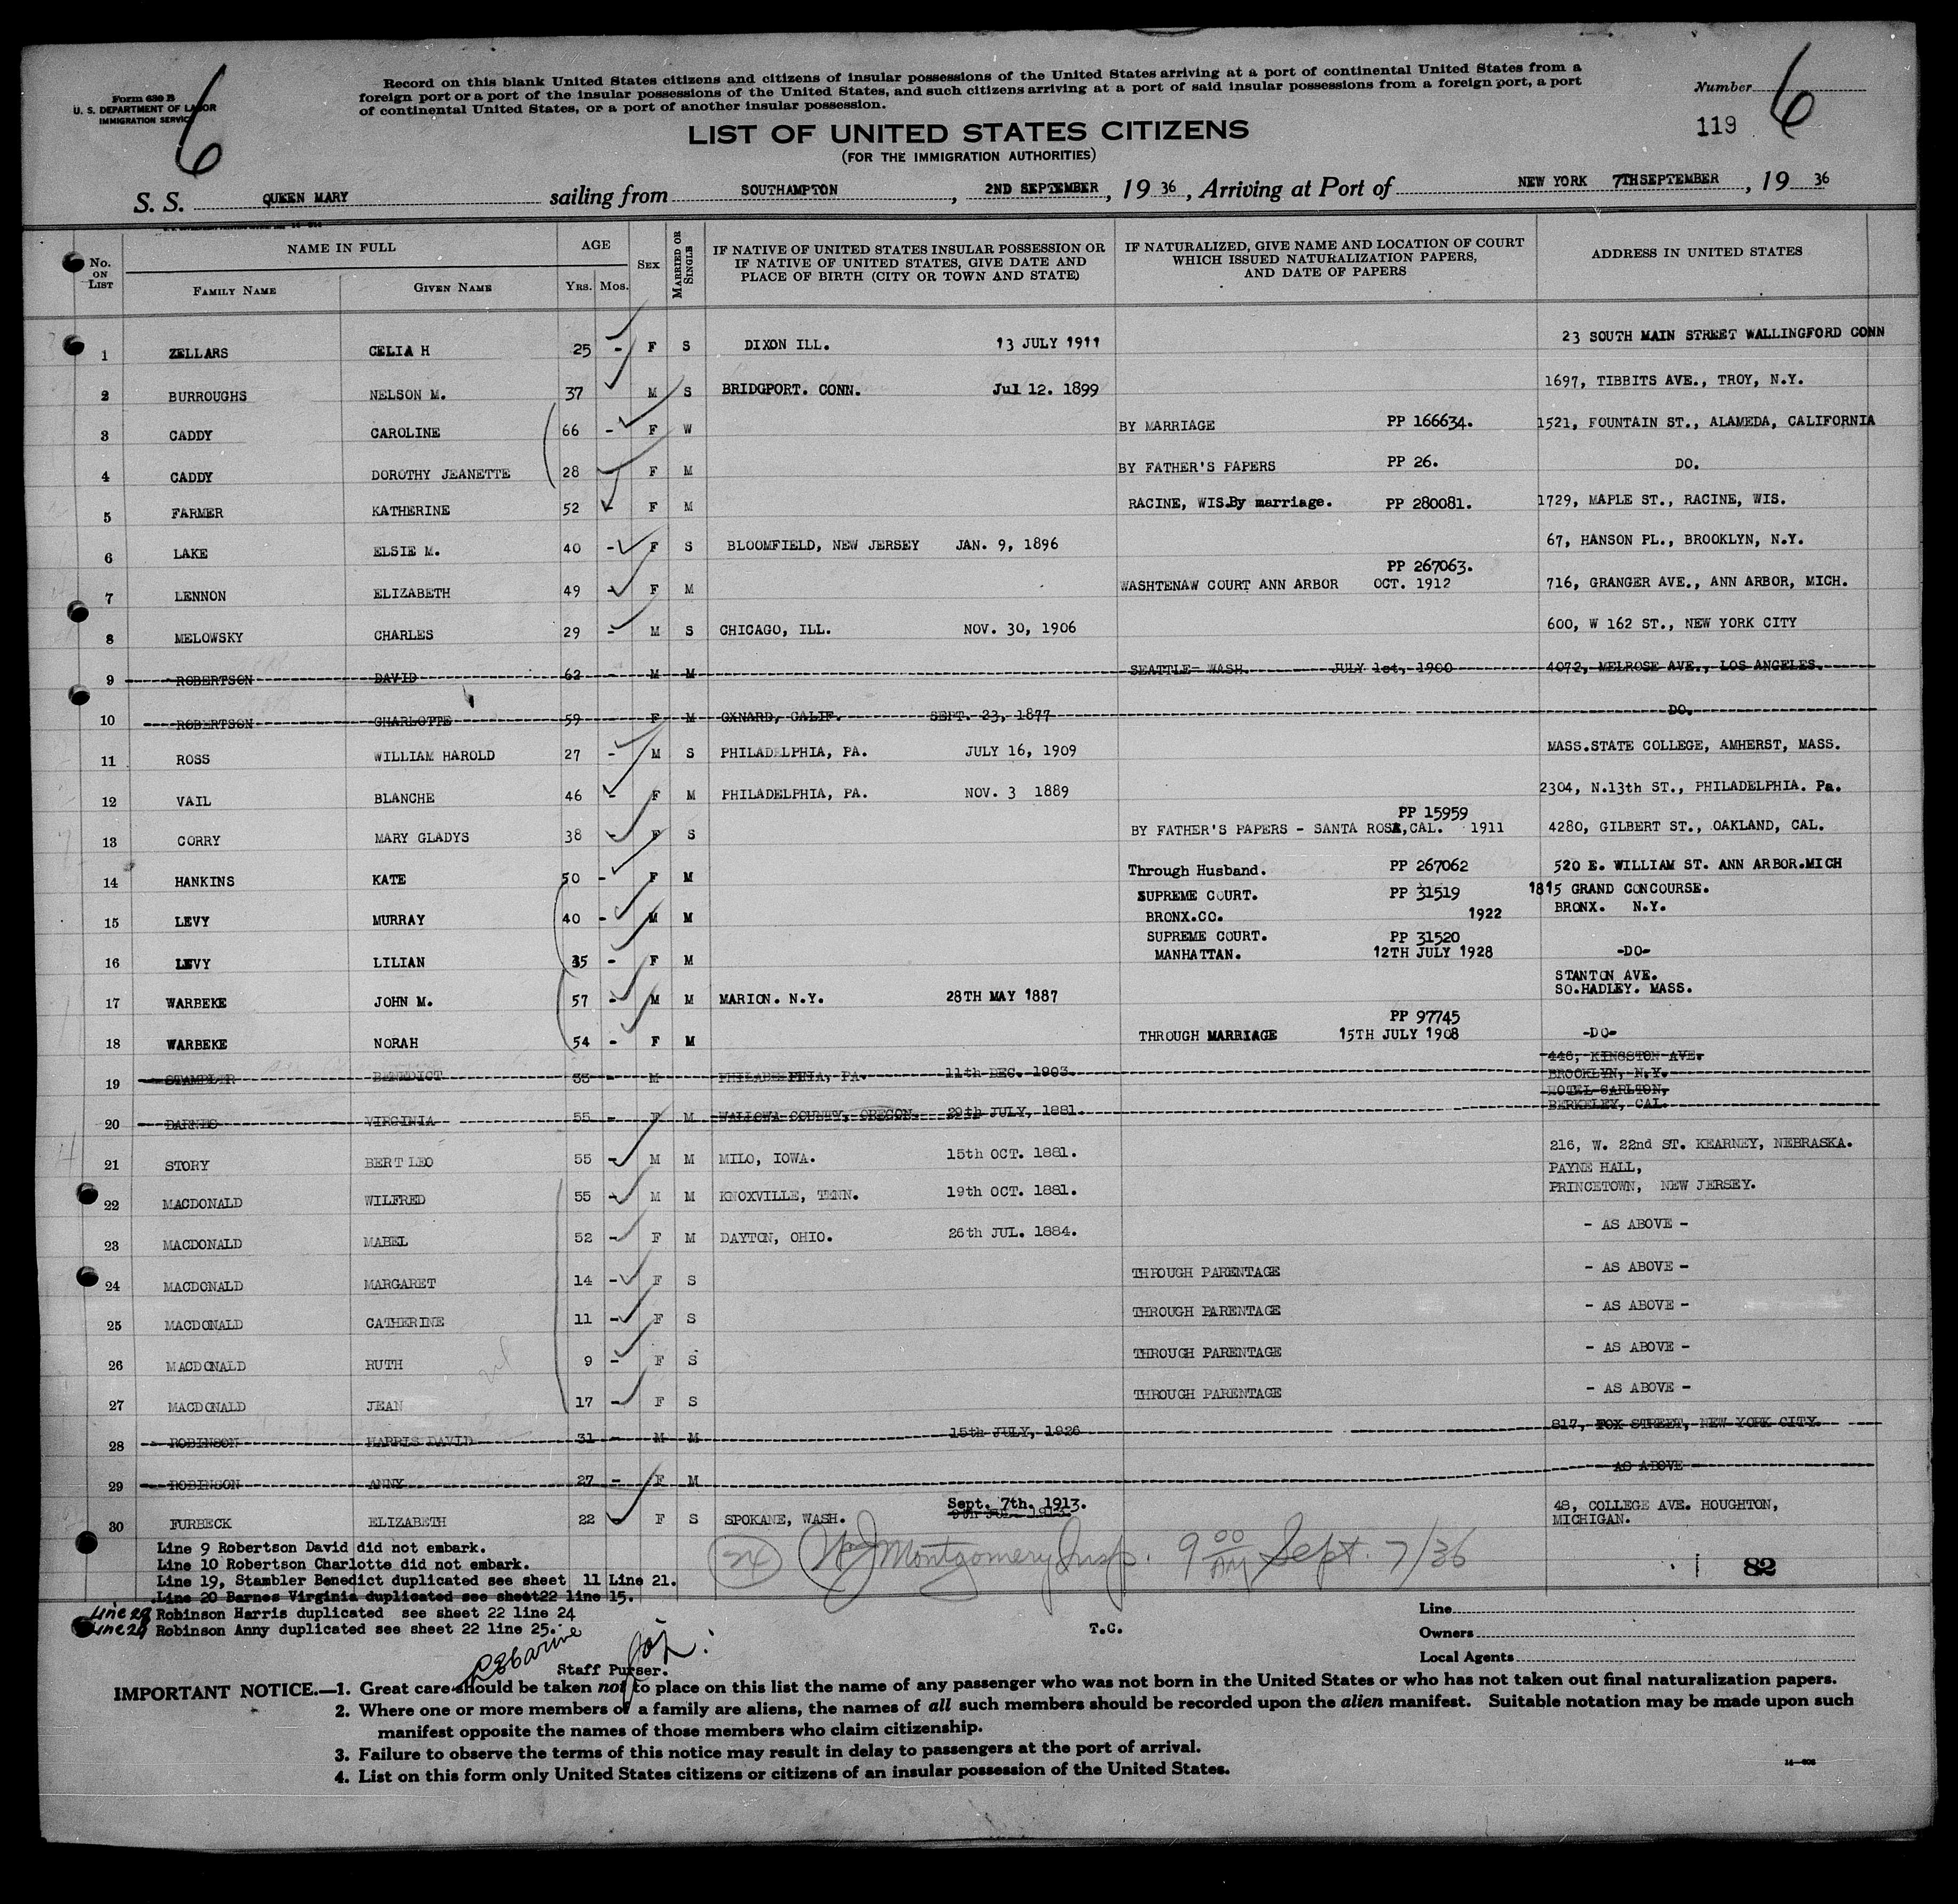 Form 630 B
U. S. DEPARTMENT OF LABOR
IMMIGRATION SERVICE
6
Record on this blank United States citizens and citizens of insular possessions of the United States arriving at a port of continental United States from a
foreign port or a port of the insular possessions of the United States, and such citizens arriving at a port of said insular possessions from a foreign port, a port
of continental United States, or a port of another insular possession.
Number 6
119
LIST OF UNITED STATES CITIZENS
(FOR THE IMMIGRATION AUTHORITIES)
S. S. QUEEN MARY sailing from SOUTHAMPTON, 2ND SEPTEMBER, 19 36, Arriving at Port of NEW YORK 7TH SEPTEMBER, 19 36
No. ON LIST NAME IN FULL FAMILY NAME GIVEN NAME AGE YRS. MOS. SEX MARRIED OR SINGLE IF NATIVE OF UNITED STATES INSULAR POSSESSION OR IF NATIVE OF UNITED STATES, GIVE DATE AND PLACE OF BIRTH (CITY OR TOWN AND STATE) IF NATURALIZED, GIVE NAME AND LOCATION OF COURT WHICH ISSUED NATURALIZATION PAPERS, AND DATE OF PAPERS ADDRESS IN UNITED STATES
1 ZELLARS CELIA H 25 - F S DIXON ILL. 13 JULY 1911 23 SOUTH MAIN STREET WALLINGFORD CONN
2 BURROUGHS NELSON M. 37 M S BRIDGPORT. CONN. Jul 12. 1899 1697, TIBBITS AVE., TROY, N.Y.
3 CADDY CAROLINE 66 - F W BY MARRIAGE PP 166634. 1521, FOUNTAIN ST., ALAMEDA, CALIFORNIA
4 CADDY DOROTHY JEANETTE 28 - F M BY FATHER'S PAPERS PP 26. DO.
5 FARMER KATHERINE 52 - F M RACINE, WIS. By marriage. PP 280081. 1729, MAPLE ST., RACINE, WIS.
6 LAKE ELSIE M. 40 - F S BLOOMFIELD, NEW JERSEY JAN. 9, 1896 67, HANSON PL., BROOKLYN, N.Y.
PP 267063.
7 LENNON ELIZABETH 49 - F M WASHTENAW COURT ANN ARBOR OCT. 1912 716, GRANGER AVE., ANN ARBOR, MICH.
8 MELOWSKY CHARLES 29 - M S CHICAGO, ILL. NOV. 30, 1906 600, W 162 ST., NEW YORK CITY
9 ROBERTSON DAVID 62 - M M SEATTLE- WASH. JULY 1st, 1900 4072, MELROSE AVE., LOS ANGELES.
10 ROBERTSON CHARLOTTE 59 F M OXNARD, CALIF. SEPT. 23, 1877 DO.
11 ROSS WILLIAM HAROLD 27 - M S PHILADELPHIA, PA. JULY 16, 1909 MASS.STATE COLLEGE, AMHERST, MASS.
12 VAIL BLANCHE 46 - F M PHILADELPHIA, PA. NOV. 3 1889 2304, N.13th ST., PHILADELPHIA. Pa.
PP 15959
13 CORRY MARY GLADYS 38 - F S BY FATHER'S PAPERS - SANTA ROSA,CAL. 1911 4280, GILBERT ST., OAKLAND, CAL.
14 HANKINS KATE 50 - F M Through Husband. PP 267062 520 E. WILLIAM ST. ANN ARBOR.MICH
SUPREME COURT. PP 31519 1815 GRAND CONCOURSE.
15 LEVY MURRAY 40 - M M BRONX.CO. 1922 BRONX. N.Y.
SUPREME COURT. PP 31520
16 LEVY LILIAN 35 - F M MANHATTAN. 12TH JULY 1928 -DO-
STANTON AVE.
17 WARBEKE JOHN M. 57 - M M MARION. N.Y. 28TH MAY 1887 SO.HADLEY. MASS.
PP 97745
18 WARBEKE NORAH 54 - F M THROUGH MARRIAGE 15TH JULY 1908 -DO-
446, KINGSTON AVE.
19 STAMBLER BENEDICT 33 - M PHILADELPHIA, PA. 11th DEC. 1903. BROOKLYN, N.Y.
HOTEL CARLTON,
20 BARNES VIRGINIA 55 - F M WALLOWA COUNTY, OREGON. 29th JULY, 1881. BERKELEY, CAL.
21 STORY BERT LEO 55 - M M MILO, IOWA. 15th OCT. 1881. 216, W. 22nd ST. KEARNEY, NEBRASKA.
PAYNE HALL,
22 MACDONALD WILFRED 55 - M M KNOXVILLE, TENN. 19th OCT. 1881. PRINCETOWN, NEW JERSEY.
23 MACDONALD MABEL 52 - F M DAYTON, OHIO. 26th JUL. 1884. - AS ABOVE -
24 MACDONALD MARGARET 14 - F S THROUGH PARENTAGE - AS ABOVE -
25 MACDONALD CATHERINE 11 - F S THROUGH PARENTAGE - AS ABOVE -
26 MACDONALD RUTH 9 - F S THROUGH PARENTAGE - AS ABOVE -
27 MACDONALD JEAN 17 - F S THROUGH PARENTAGE - AS ABOVE -
28 ROBINSON HARRIS DAVID 31 - M M 15th JULY, 1926 817, FOX STREET, NEW YORK CITY.
29 ROBINSON ANNY 27 - F M AS ABOVE
Sept. 7th. 1913.
30 FURBECK ELIZABETH 22 F S SPOKANE, WASH. 48, COLLEGE AVE. HOUGHTON,
MICHIGAN.
Line 9 Robertson David did not embark.
Line 10 Robertson Charlotte did not embark.
24 Wm J Montgomery Insp. 9 00 AM Sept. 7/36
82
Line 19, Stambler Benedict duplicated see sheet 11 Line 21.
Line 20 Barnes Virginia duplicated see sheet22 line 15.
Line 28 Robinson Harris duplicated see sheet 22 line 24
Line 29 Robinson Anny duplicated see sheet 22 line 25.
T.C.
Line
Owners
Local Agents
Staff Purser.
IMPORTANT NOTICE.—1. Great care should be taken not to place on this list the name of any passenger who was not born in the United States or who has not taken out final naturalization papers.
2. Where one or more members of a family are aliens, the names of all such members should be recorded upon the alien manifest. Suitable notation may be made upon such
manifest opposite the names of those members who claim citizenship.
3. Failure to observe the terms of this notice may result in delay to passengers at the port of arrival.
4. List on this form only United States citizens or citizens of an insular possession of the United States.
14—608